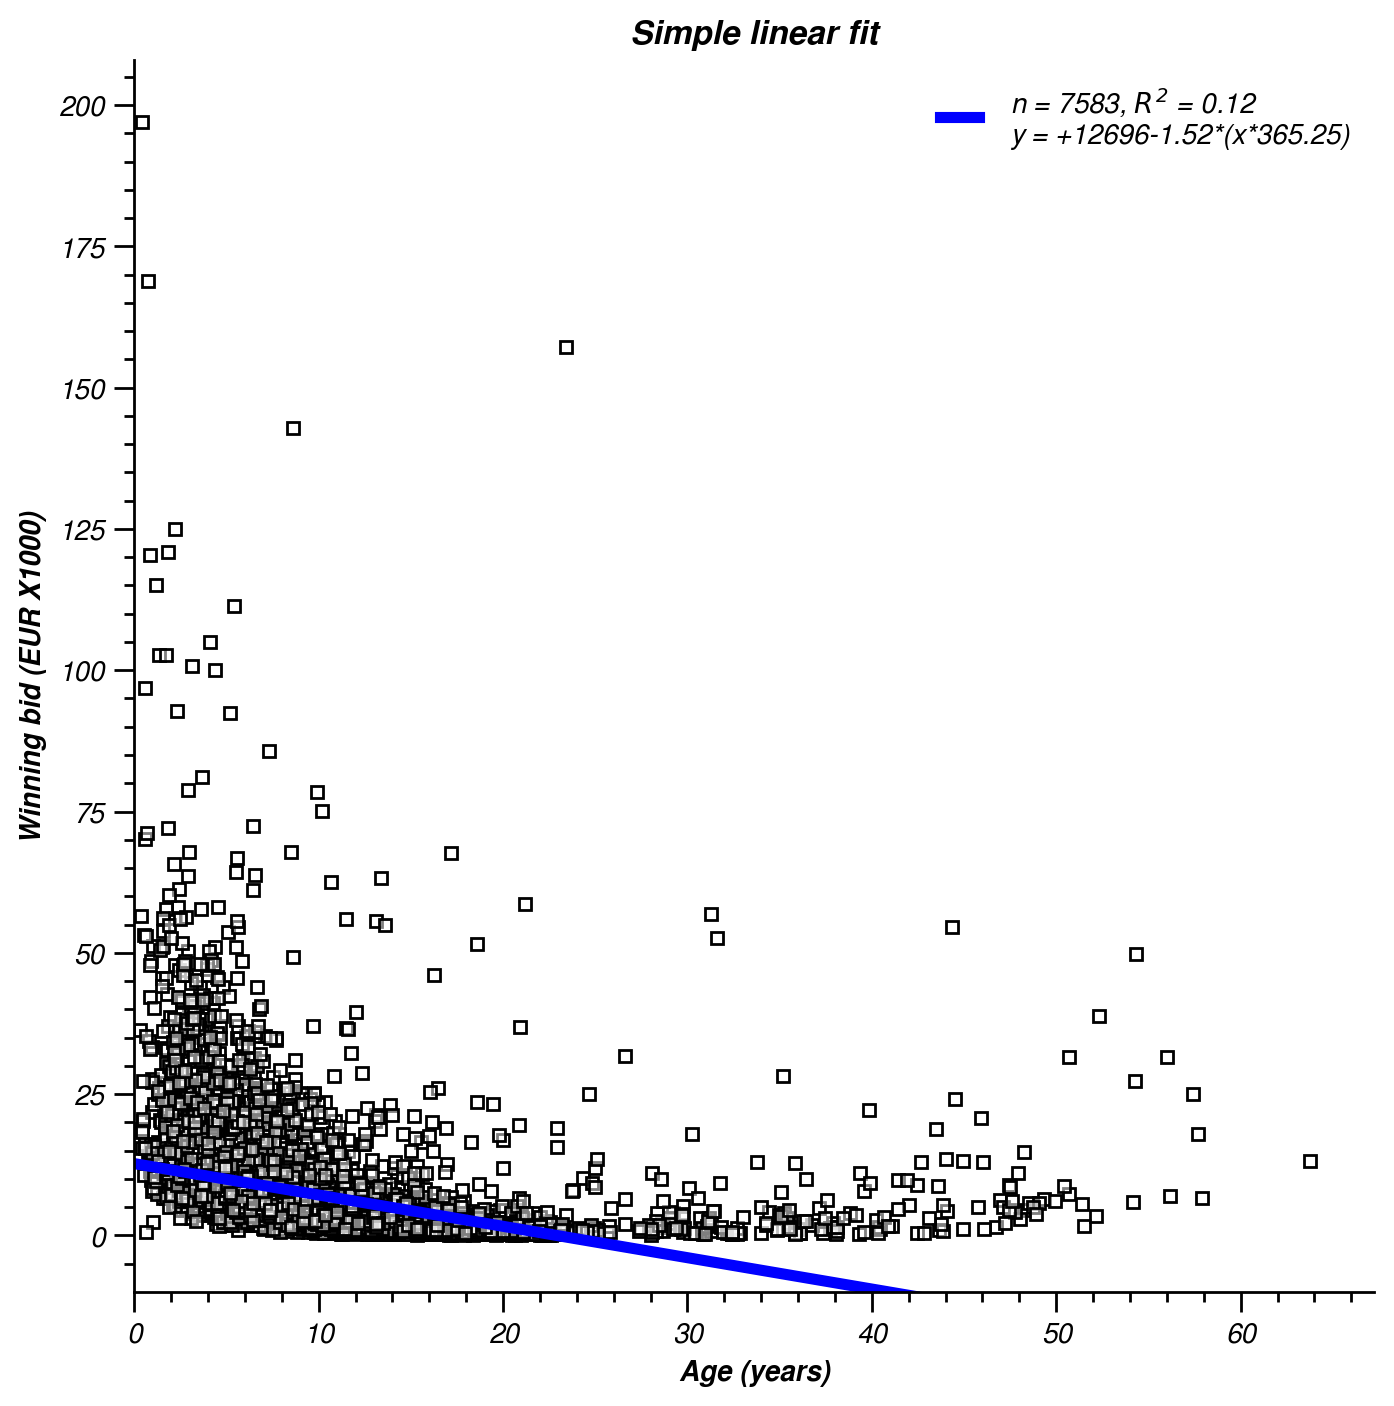 Simple linear fit
n = 7583, R² = 0.12
y = +12696-1.52*(x*365.25)
Winning bid (EUR X1000)
200
175
150
125
100
75
50
25
0
0 10 20 30 40 50 60
Age (years)